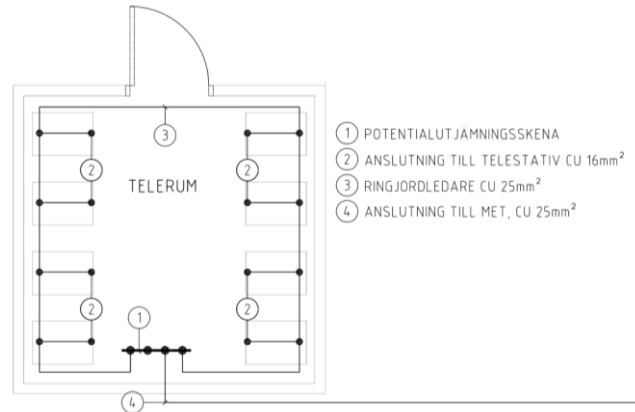 3
1 POTENTIALUTJÄMNINGSSKENA
2 ANSLUTNING TILL TELESTATIV CU 16mm²
3 RINGJORDLEDARE CU 25mm²
4 ANSLUTNING TILL MET, CU 25mm²
2
2
TELERUM
2
2
1
4